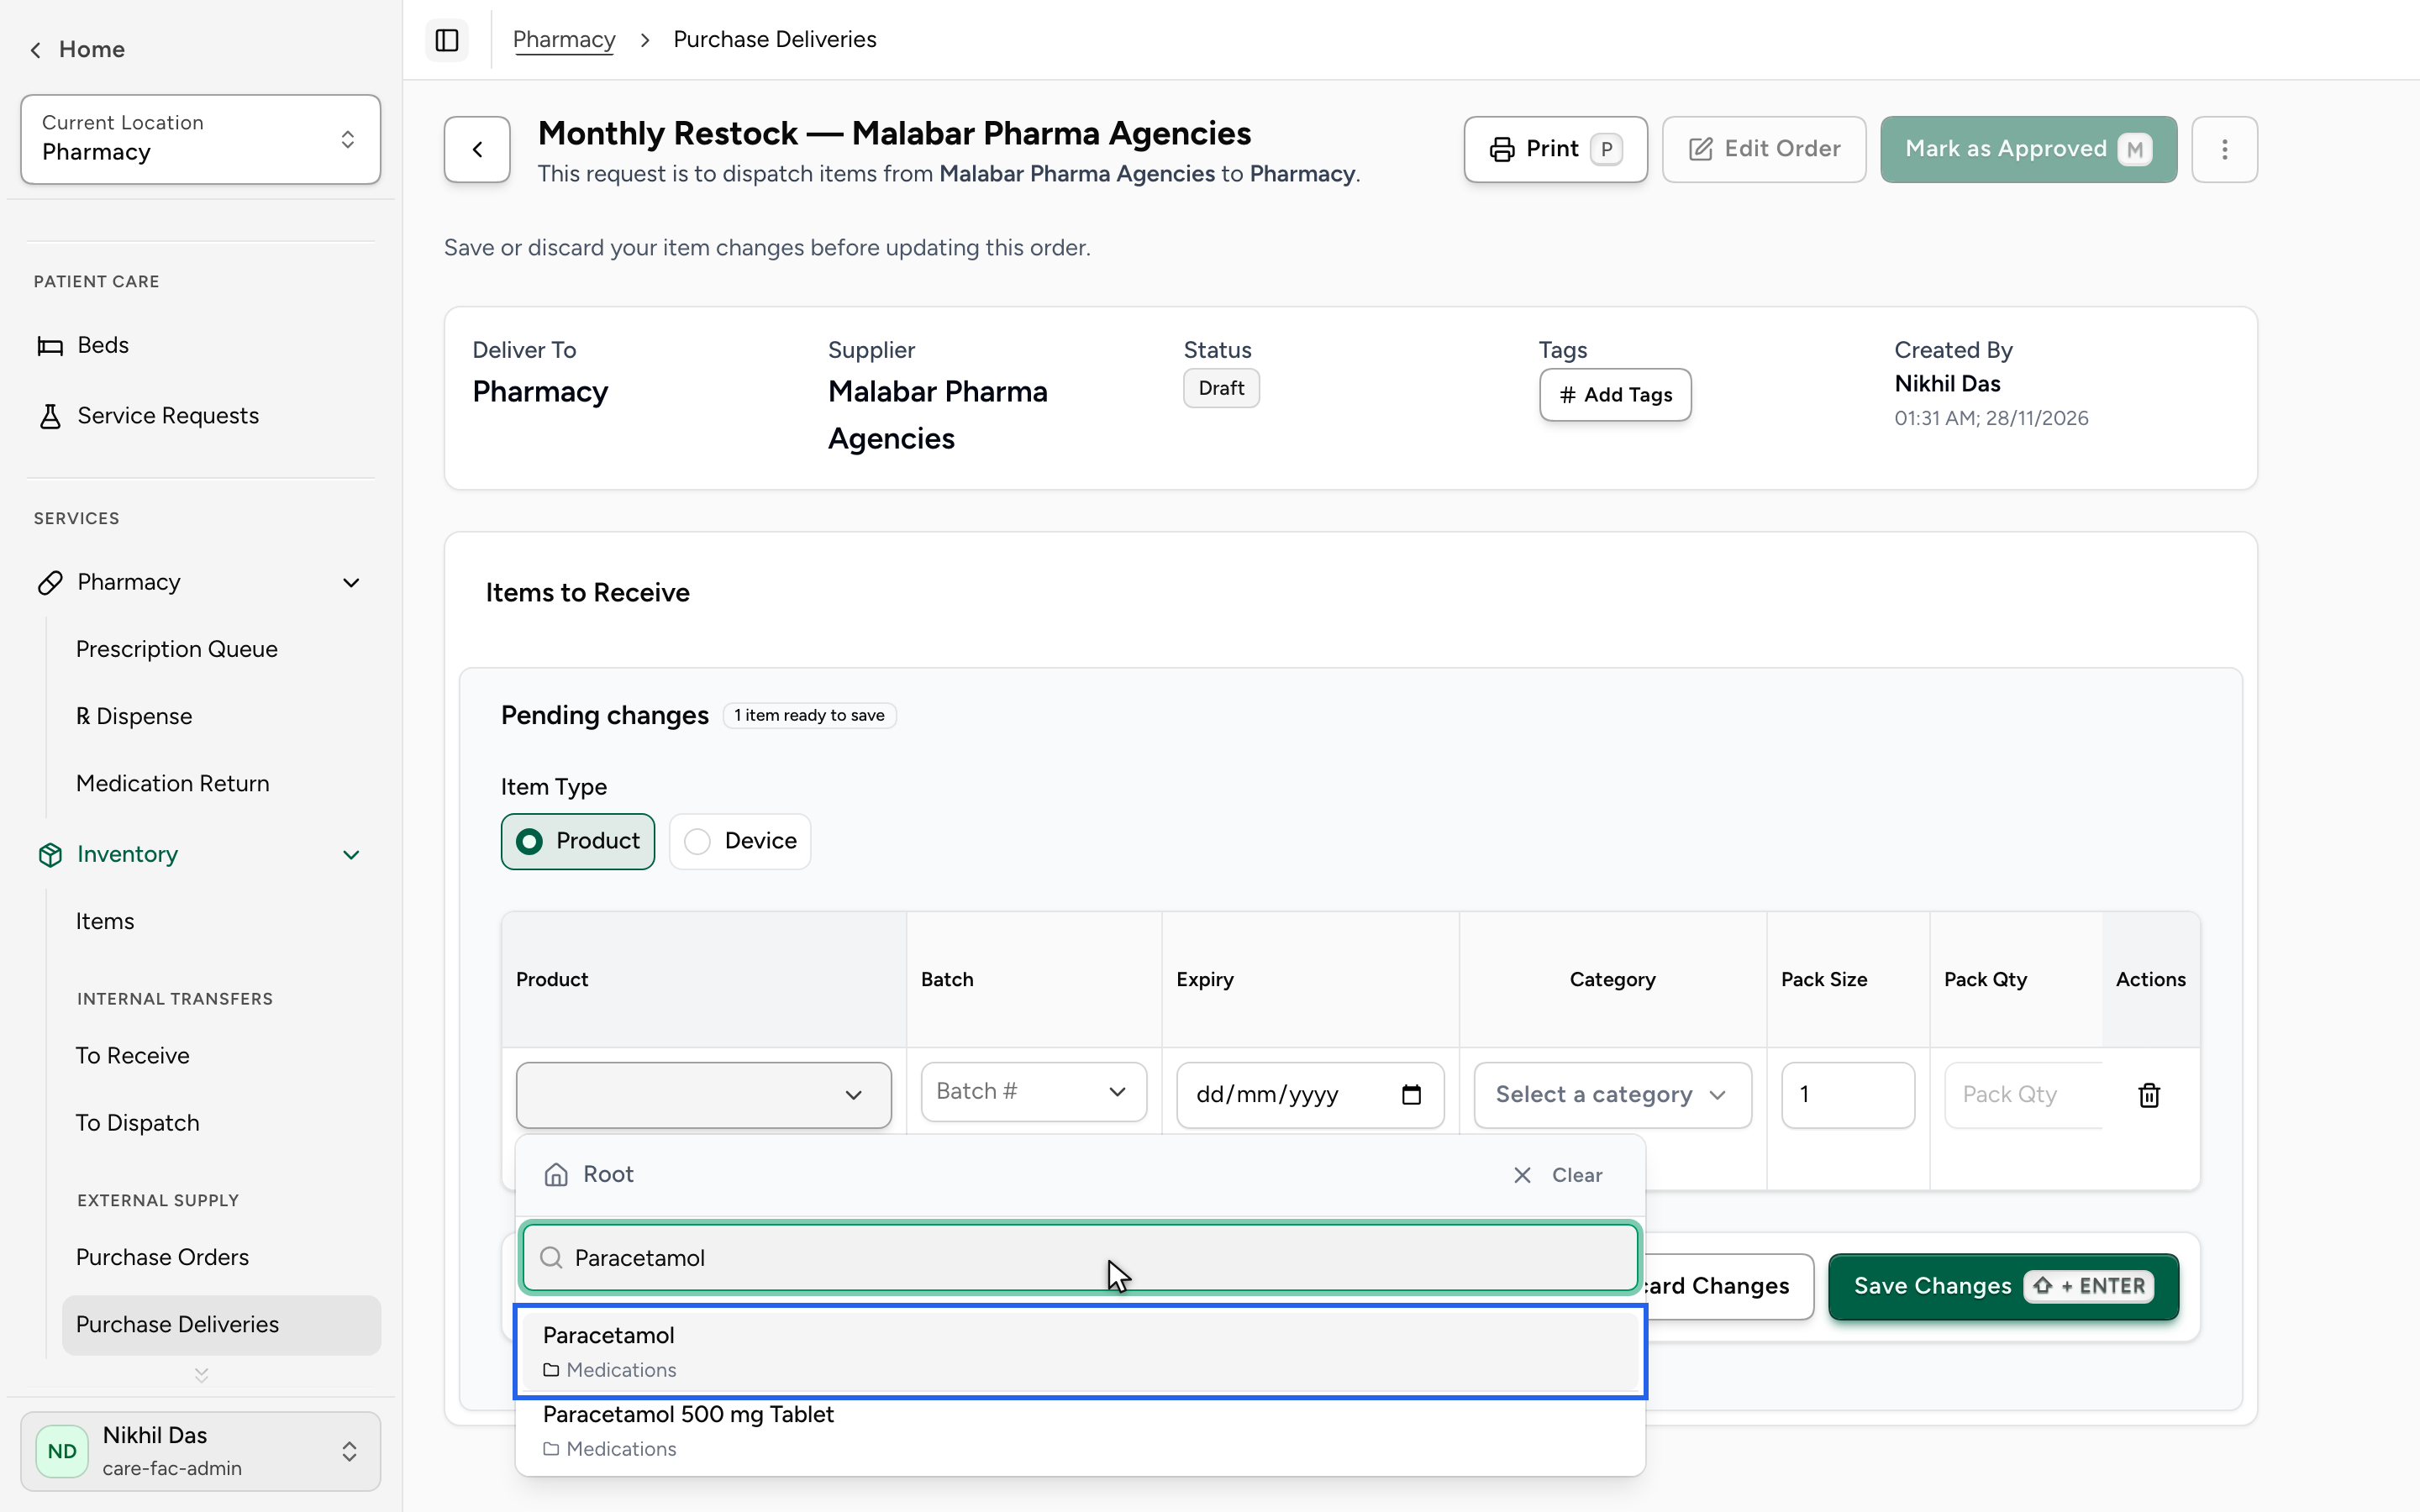 Home
Current Location
Pharmacy
PATIENT CARE
Beds
Service Requests
SERVICES
Pharmacy
Prescription Queue
℞ Dispense
Medication Return
Inventory
Items
INTERNAL TRANSFERS
To Receive
To Dispatch
EXTERNAL SUPPLY
Purchase Orders
Purchase Deliveries
ND
Nikhil Das
care-fac-admin
Pharmacy > Purchase Deliveries
Monthly Restock — Malabar Pharma Agencies
This request is to dispatch items from Malabar Pharma Agencies to Pharmacy.
Print P
Edit Order
Mark as Approved M
Save or discard your item changes before updating this order.
Deliver To
Pharmacy
Supplier
Malabar Pharma
Agencies
Status
Draft
Tags
# Add Tags
Created By
Nikhil Das
01:31 AM; 28/11/2026
Items to Receive
Pending changes 1 item ready to save
Item Type
Product Device
Product Batch Expiry Category Pack Size Pack Qty Actions
Batch # dd/mm/yyyy Select a category 1 Pack Qty
Root Clear
Paracetamol
Paracetamol
Medications
Paracetamol 500 mg Tablet
Medications
card Changes
Save Changes ⇧ + ENTER